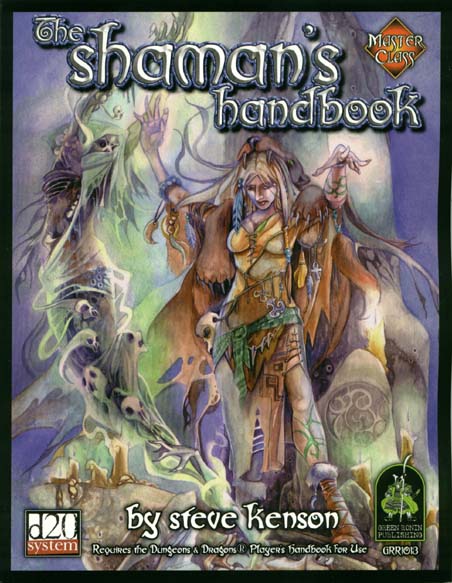 The
shaman's
handbook
Master
Class
by steve kenson
d20
system
Requires the Dungeons & Dragons® Player's Handbook for Use
GREEN RONIN
PUBLISHING
GRR1013